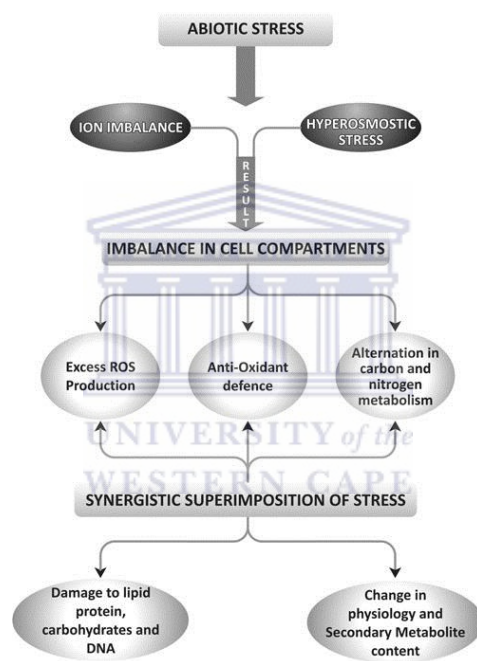 ABIOTIC STRESS
ION IMBALANCE
HYPEROSMOSTIC
STRESS
RESULT
IMBALANCE IN CELL COMPARTMENTS
Excess ROS
Production
Anti-Oxidant
defence
Alternation in
carbon and
nitrogen
metabolism
UNIVERSITY of the
WESTERN CAPE
SYNERGISTIC SUPERIMPOSITION OF STRESS
Damage to lipid
protein,
carbohydrates and
DNA
Change in
physiology and
Secondary Metabolite
content